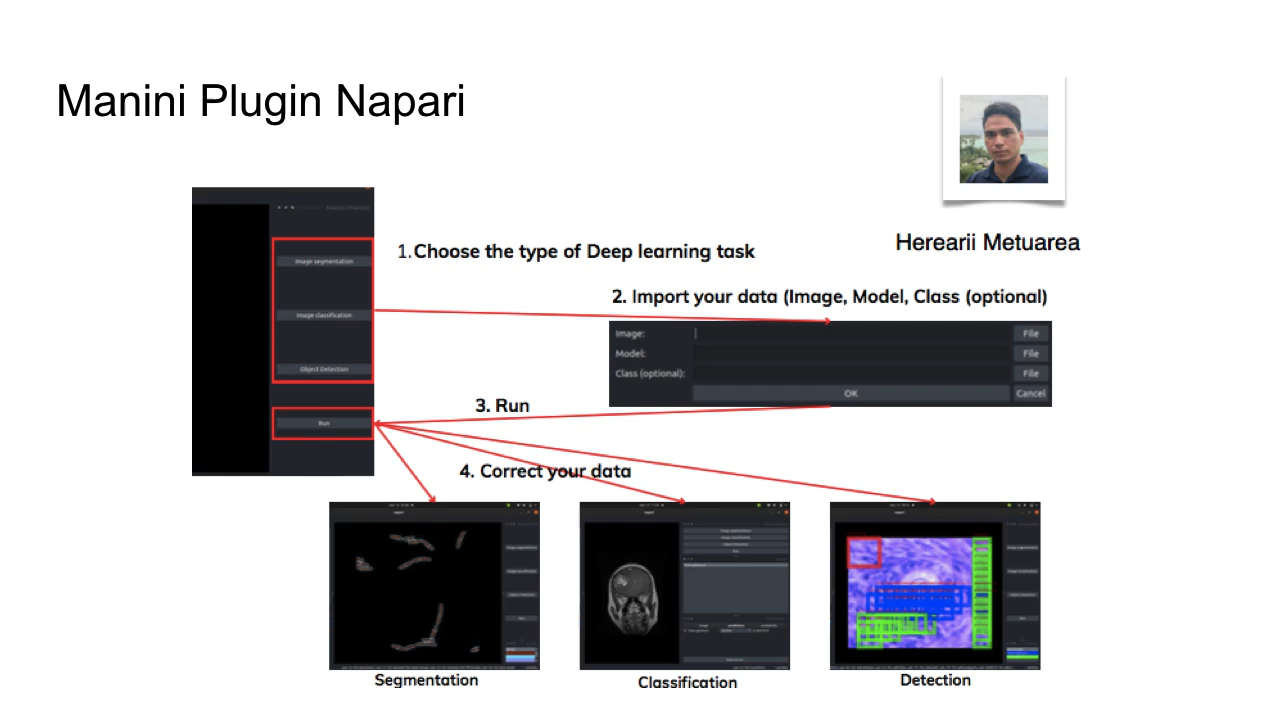 Manini Plugin Napari
Herearii Metuarea
1. Choose the type of Deep learning task
Image segmentation
Image classification
Object Detection
Run
2. Import your data (Image, Model, Class (optional)
Image:
File
Model:
File
Class (optional):
File
OK
Cancel
3. Run
4. Correct your data
Segmentation
Classification
Detection